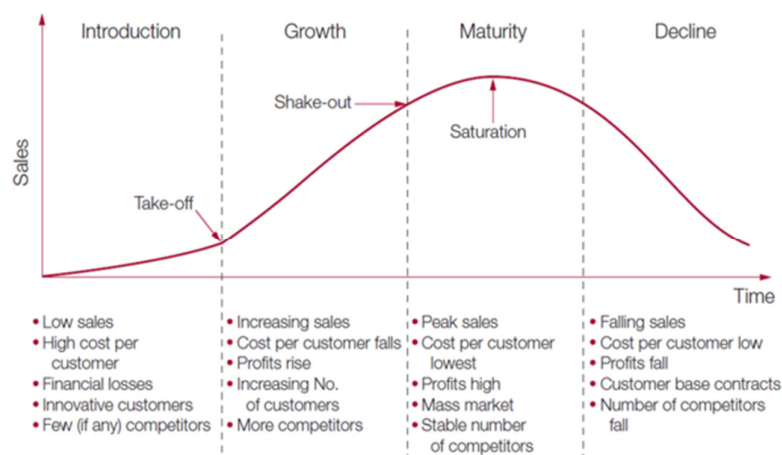 Introduction
Growth
Maturity
Decline
Shake-out
Saturation
Take-off
Sales
Time
• Low sales
• High cost per
customer
• Financial losses
• Innovative customers
• Few (if any) competitors
• Increasing sales
• Cost per customer falls
• Profits rise
• Increasing No.
of customers
• More competitors
• Peak sales
• Cost per customer
lowest
• Profits high
• Mass market
• Stable number
of competitors
• Falling sales
• Cost per customer low
• Profits fall
• Customer base contracts
• Number of competitors
fall